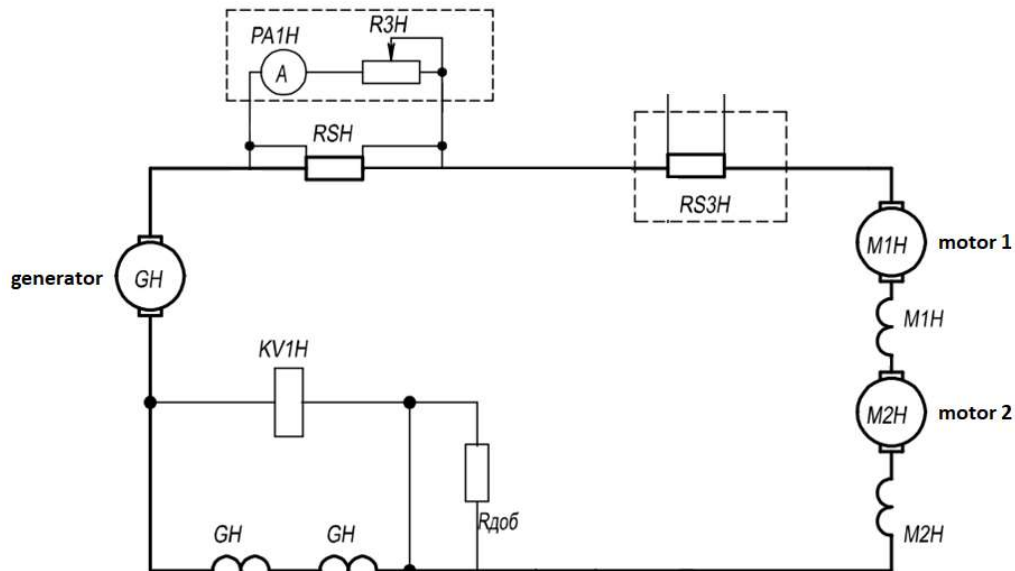 PA1H
R3H
A
RSH
RS3H
M1H
motor 1
generator
GH
M1H
KV1H
M2H
motor 2
Rдоб
GH
GH
M2H